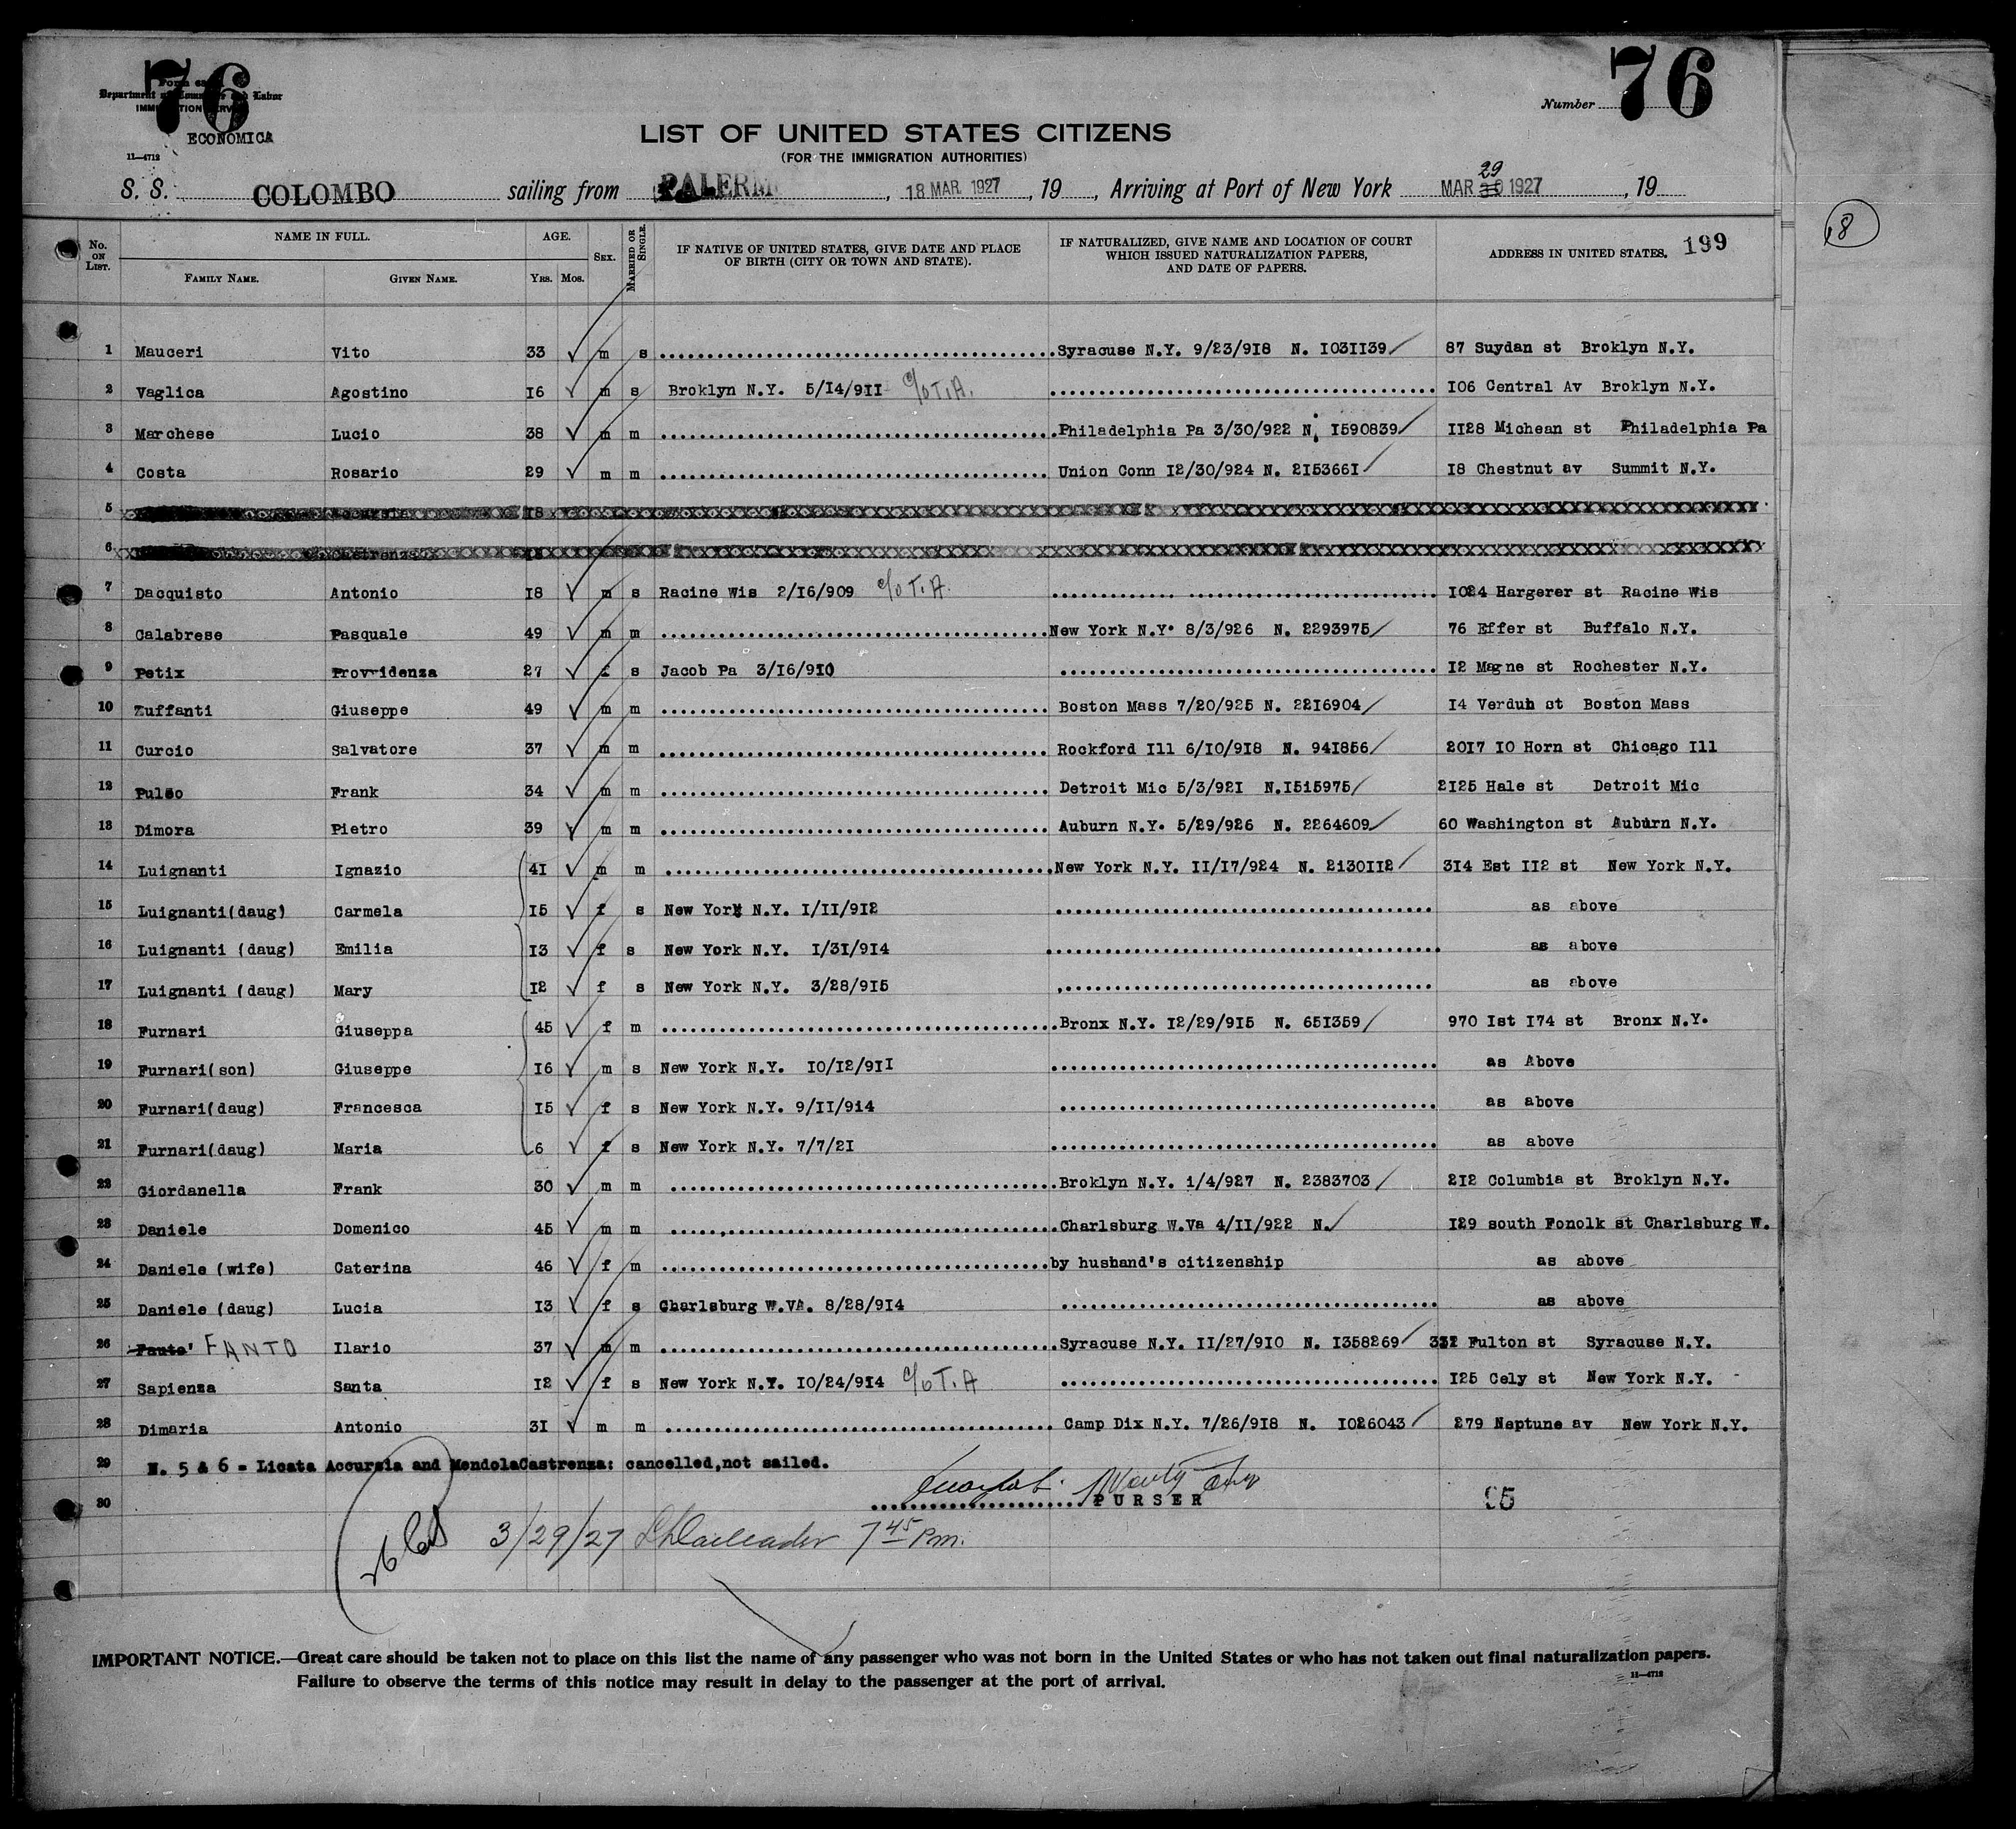 76
76
Department of Commerce and Labor
ECONOMICA
11—4712
Number
LIST OF UNITED STATES CITIZENS
(FOR THE IMMIGRATION AUTHORITIES)
S. S. COLOMBO sailing from PALERM , 18 MAR. 1927 , 19 , Arriving at Port of New York MAR 29 1927 , 19
8
No. ON LIST.
NAME IN FULL.
FAMILY NAME. GIVEN NAME.
AGE.
YRS. MOS.
SEX.
MARRIED OR SINGLE.
IF NATIVE OF UNITED STATES, GIVE DATE AND PLACE
OF BIRTH (CITY OR TOWN AND STATE).
IF NATURALIZED, GIVE NAME AND LOCATION OF COURT
WHICH ISSUED NATURALIZATION PAPERS,
AND DATE OF PAPERS.
ADDRESS IN UNITED STATES. 199
1 Mauceri Vito 33 m s Syracuse N.Y. 9/23/918 N. 1031139 87 Suydan st Broklyn N.Y.
2 Vaglica Agostino 16 m s Broklyn N.Y. 5/14/911 c/o T.A. 106 Central Av Broklyn N.Y.
3 Marchese Lucio 38 m m Philadelphia Pa 3/30/922 N. 1590839 1128 Michean st Philadelphia Pa
4 Costa Rosario 29 m m Union Conn 12/30/924 N. 2153661 18 Chestnut av Summit N.Y.
5 18
6 Castrenza
7 Dacquisto Antonio 18 m s Racine Wis 2/16/909 c/o T.A. 1024 Hargerer st Racine Wis
8 Calabrese Pasquale 49 m m New York N.Y. 8/3/926 N. 2293975 76 Effer st Buffalo N.Y.
9 Petix Provvidenza 27 f s Jacob Pa 3/16/910 12 Magne st Rochester N.Y.
10 Zuffanti Giuseppe 49 m m Boston Mass 7/20/925 N. 2216904 14 Verdun st Boston Mass
11 Curcio Salvatore 37 m m Rockford Ill 6/10/918 N. 941856 2017 10 Horn st Chicago Ill
12 Puleo Frank 34 m m Detroit Mic 5/3/921 N.1515975 2125 Hale st Detroit Mic
13 Dimora Pietro 39 m m Auburn N.Y. 5/29/926 N. 2264609 60 Washington st Auburn N.Y.
14 Luignanti Ignazio 41 m m New York N.Y. 11/17/924 N. 2130112 314 Est 112 st New York N.Y.
15 Luignanti(daug) Carmela 15 f s New York N.Y. 1/11/912 as above
16 Luignanti (daug) Emilia 13 f s New York N.Y. 1/31/914 as above
17 Luignanti (daug) Mary 12 f s New York N.Y. 3/28/915 as above
18 Furnari Giuseppa 45 f m Bronx N.Y. 12/29/915 N. 651359 970 1st 174 st Bronx N.Y.
19 Furnari(son) Giuseppe 16 m s New York N.Y. 10/12/911 as Above
20 Furnari(daug) Francesca 15 f s New York N.Y. 9/11/914 as above
21 Furnari(daug) Maria 6 f s New York N.Y. 7/7/21 as above
22 Giordanella Frank 30 m m Broklyn N.Y. 1/4/927 N. 2383703 212 Columbia st Broklyn N.Y.
23 Daniele Domenico 45 m m Charlsburg W.Va 4/11/922 N. 129 south Fonolk st Charlsburg W.
24 Daniele (wife) Caterina 46 f m by husband's citizenship as above
25 Daniele (daug) Lucia 13 f s Charlsburg W.VA. 8/28/914 as above
26 Faute' FANTO Ilario 37 m m Syracuse N.Y. 11/27/910 N. 1358269 332 Fulton st Syracuse N.Y.
27 Sapienza Santa 12 f s New York N.Y. 10/24/914 c/o T.A 125 Cely st New York N.Y.
28 Dimaria Antonio 31 m m Camp Dix N.Y. 7/26/918 N. 1026043 279 Neptune av New York N.Y.
29 N. 5 & 6 = Licata Accursia and MendolaCastrenza: cancelled,not sailed.
30 PURSER
3/29/27 7 45 Pm.
IMPORTANT NOTICE.—Great care should be taken not to place on this list the name of any passenger who was not born in the United States or who has not taken out final naturalization papers.
Failure to observe the terms of this notice may result in delay to the passenger at the port of arrival.
11—4712